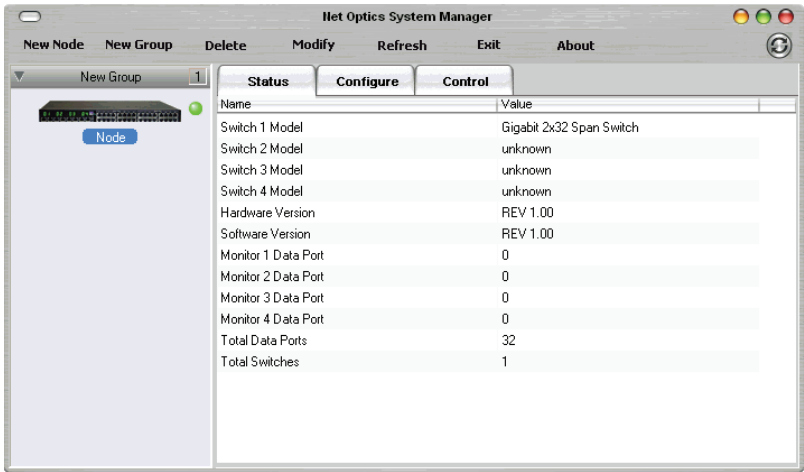 Net Optics System Manager
New Node New Group Delete Modify Refresh Exit About
New Group 1
Node
Status Configure Control
Name Value
Switch 1 Model Gigabit 2x32 Span Switch
Switch 2 Model unknown
Switch 3 Model unknown
Switch 4 Model unknown
Hardware Version REV 1.00
Software Version REV 1.00
Monitor 1 Data Port 0
Monitor 2 Data Port 0
Monitor 3 Data Port 0
Monitor 4 Data Port 0
Total Data Ports 32
Total Switches 1